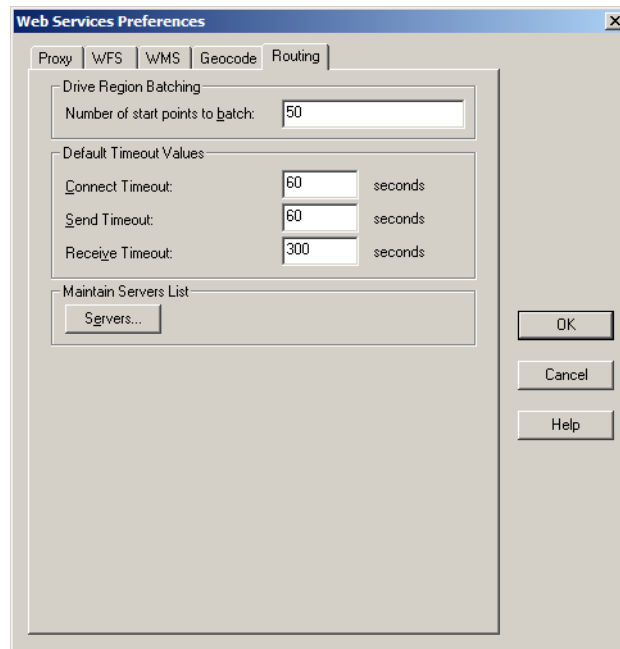 Web Services Preferences
Proxy WFS WMS Geocode Routing
Drive Region Batching
Number of start points to batch: 50
Default Timeout Values
Connect Timeout: 60 seconds
Send Timeout: 60 seconds
Receive Timeout: 300 seconds
Maintain Servers List
Servers...
OK
Cancel
Help